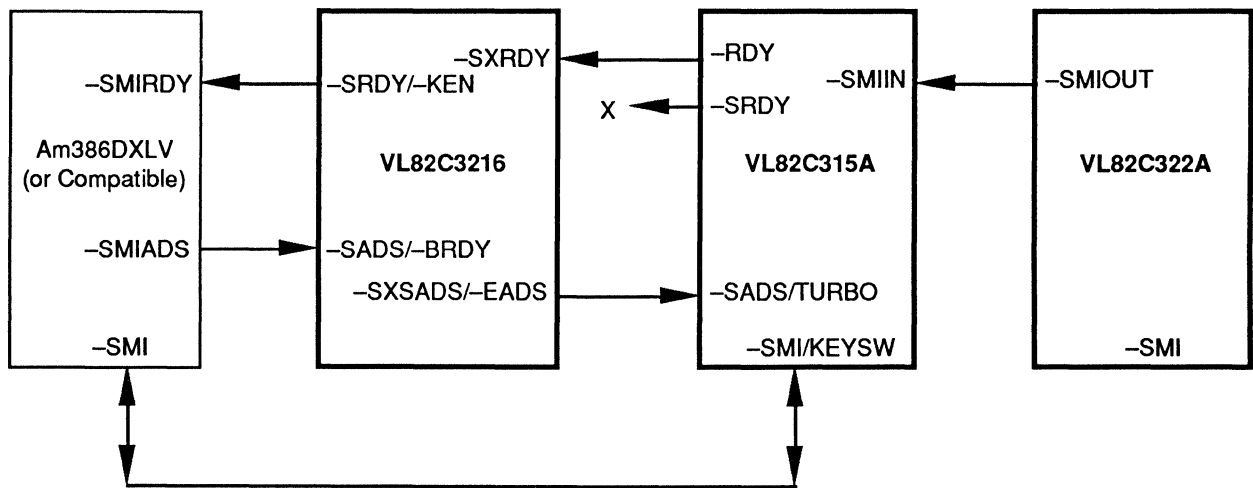 –SMIRDY
Am386DXLV
(or Compatible)
–SMIADS
–SMI
–SXRDY
–SRDY/–KEN
VL82C3216
–SADS/–BRDY
–SXSADS/–EADS
X
–RDY
–SMIIN
–SRDY
VL82C315A
–SADS/TURBO
–SMI/KEYSW
–SMIOUT
VL82C322A
–SMI